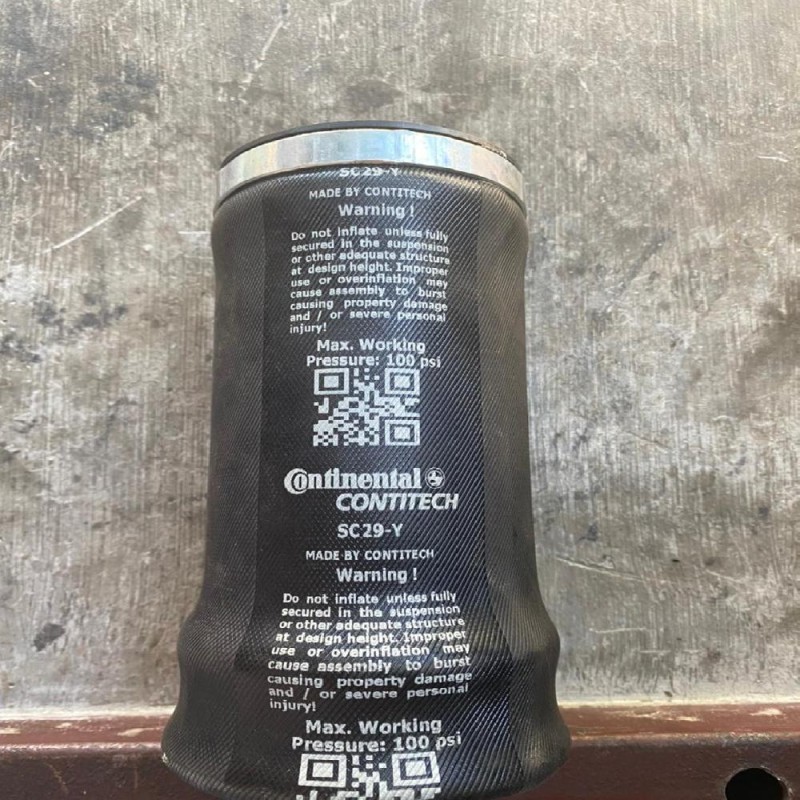 SC29-Y
MADE BY CONTITECH
Warning !
Do not inflate unless fully
secured in the suspension
or other adequate structure
at design height. Improper
use or overinflation may
cause assembly to burst
causing property damage
and / or severe personal
injury!
Max. Working
Pressure: 100 psi
Continental
CONTITECH
SC29-Y
MADE BY CONTITECH
Warning !
Do not inflate unless fully
secured in the suspension
or other adequate structure
at design height. Improper
use or overinflation may
cause assembly to burst
causing property damage
and / or severe personal
injury!
Max. Working
Pressure: 100 psi